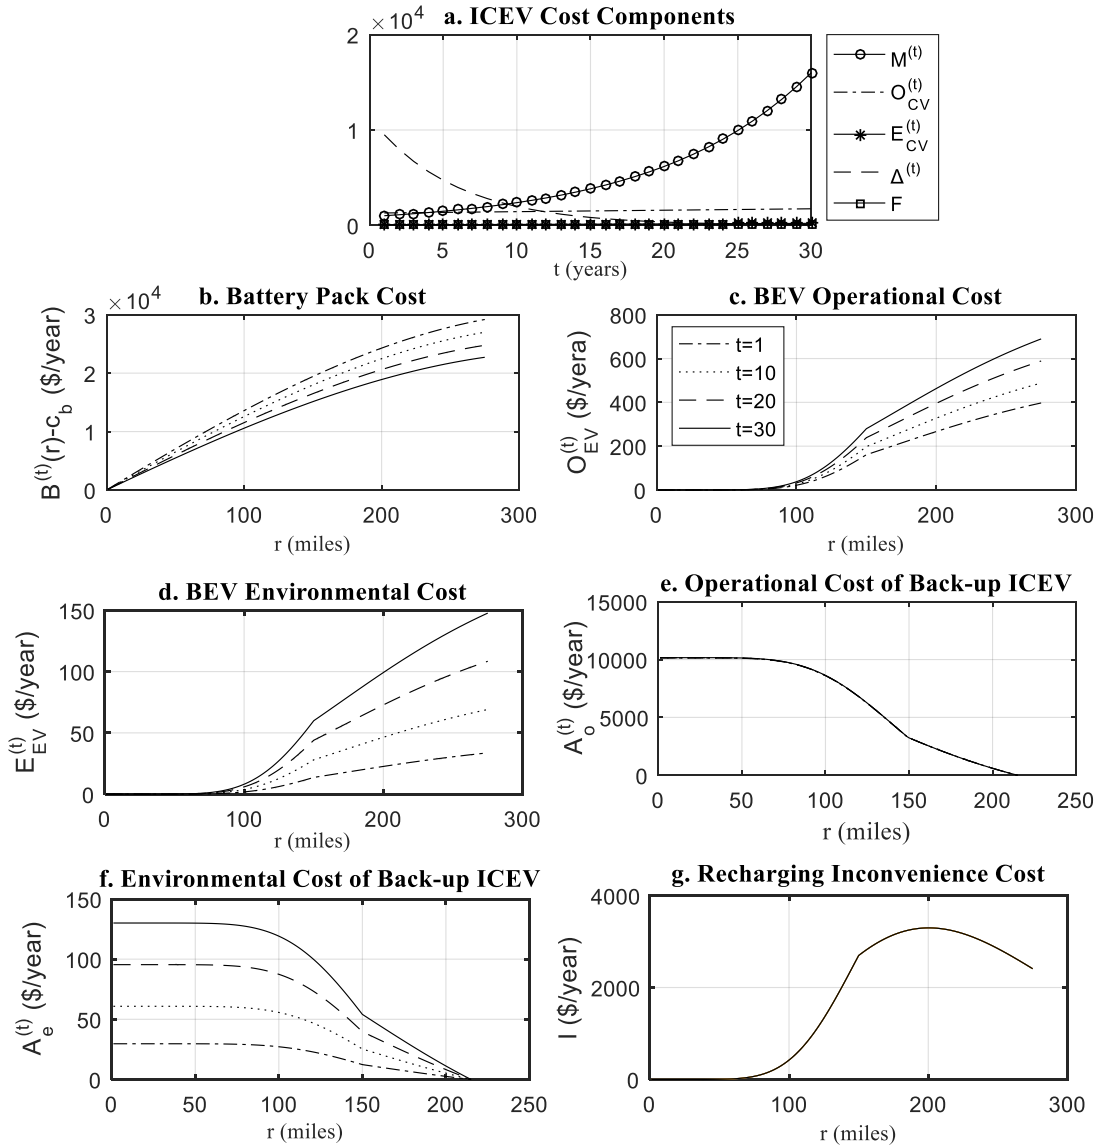 a. ICEV Cost Components
×10^4
2
1
0
0 5 10 15 20 25 30
t (years)
M^(t)
O_CV^(t)
E_CV^(t)
Δ^(t)
F
b. Battery Pack Cost
×10^4
B^(t)(r)-c_b ($/year)
3
2
1
0
0 100 200 300
r (miles)
c. BEV Operational Cost
O_EV^(t) ($/yera)
800
600
400
200
0
0 100 200 300
r (miles)
t=1
t=10
t=20
t=30
d. BEV Environmental Cost
E_EV^(t) ($/year)
150
100
50
0
0 100 200 300
r (miles)
e. Operational Cost of Back-up ICEV
A_o^(t) ($/year)
15000
10000
5000
0
0 50 100 150 200 250
r (miles)
f. Environmental Cost of Back-up ICEV
A_e^(t) ($/year)
150
100
50
0
0 50 100 150 200 250
r (miles)
g. Recharging Inconvenience Cost
I ($/year)
4000
2000
0
0 100 200 300
r (miles)